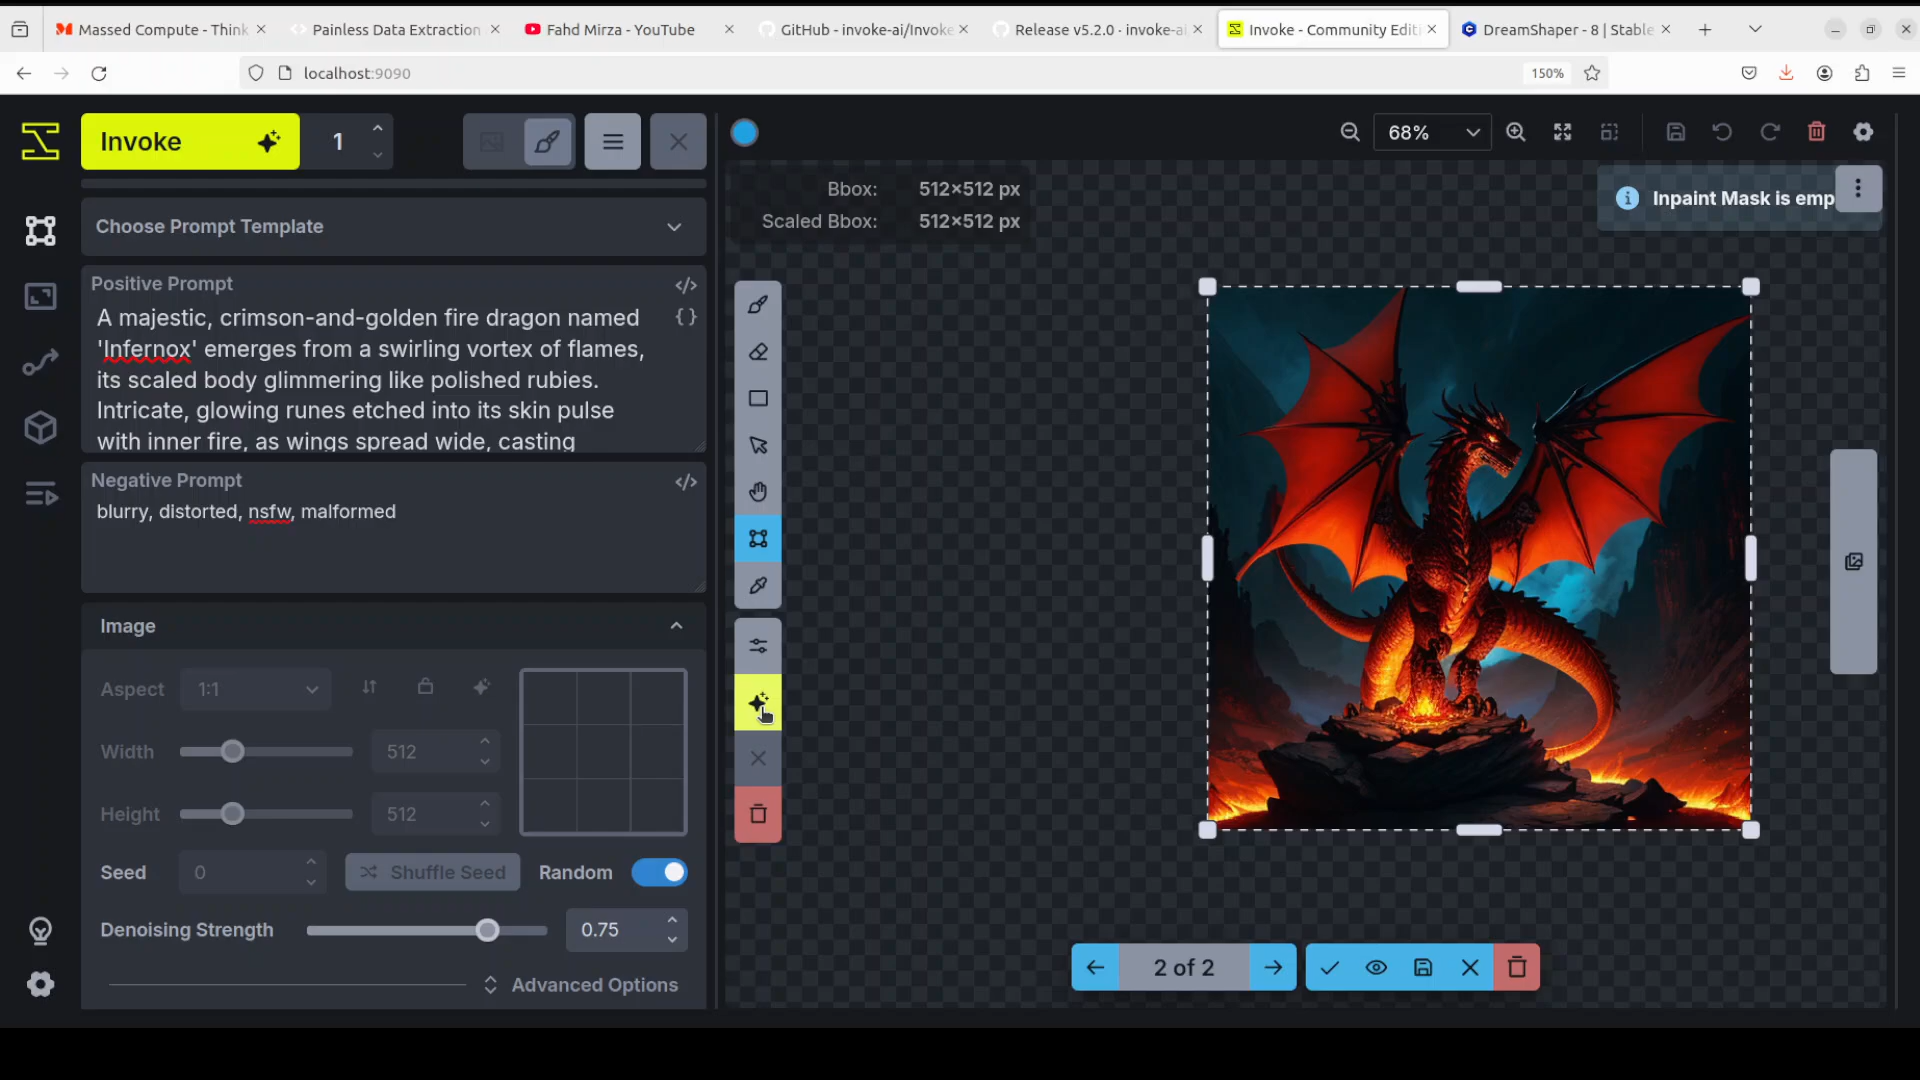 Massed Compute - Think
Painless Data Extraction
Fahd Mirza - YouTube
GitHub - invoke-ai/Invoke
Release v5.2.0 · invoke-ai
Invoke - Community Editi
DreamShaper - 8 | Stable
localhost:9090
150%
Invoke
1
68%
Bbox: 512×512 px
Scaled Bbox: 512×512 px
Inpaint Mask is emp
Choose Prompt Template
Positive Prompt
A majestic, crimson-and-golden fire dragon named
'Infernox' emerges from a swirling vortex of flames,
its scaled body glimmering like polished rubies.
Intricate, glowing runes etched into its skin pulse
with inner fire, as wings spread wide, casting
Negative Prompt
blurry, distorted, nsfw, malformed
Image
Aspect 1:1
Width 512
Height 512
Seed 0 Shuffle Seed Random
Denoising Strength 0.75
Advanced Options
2 of 2